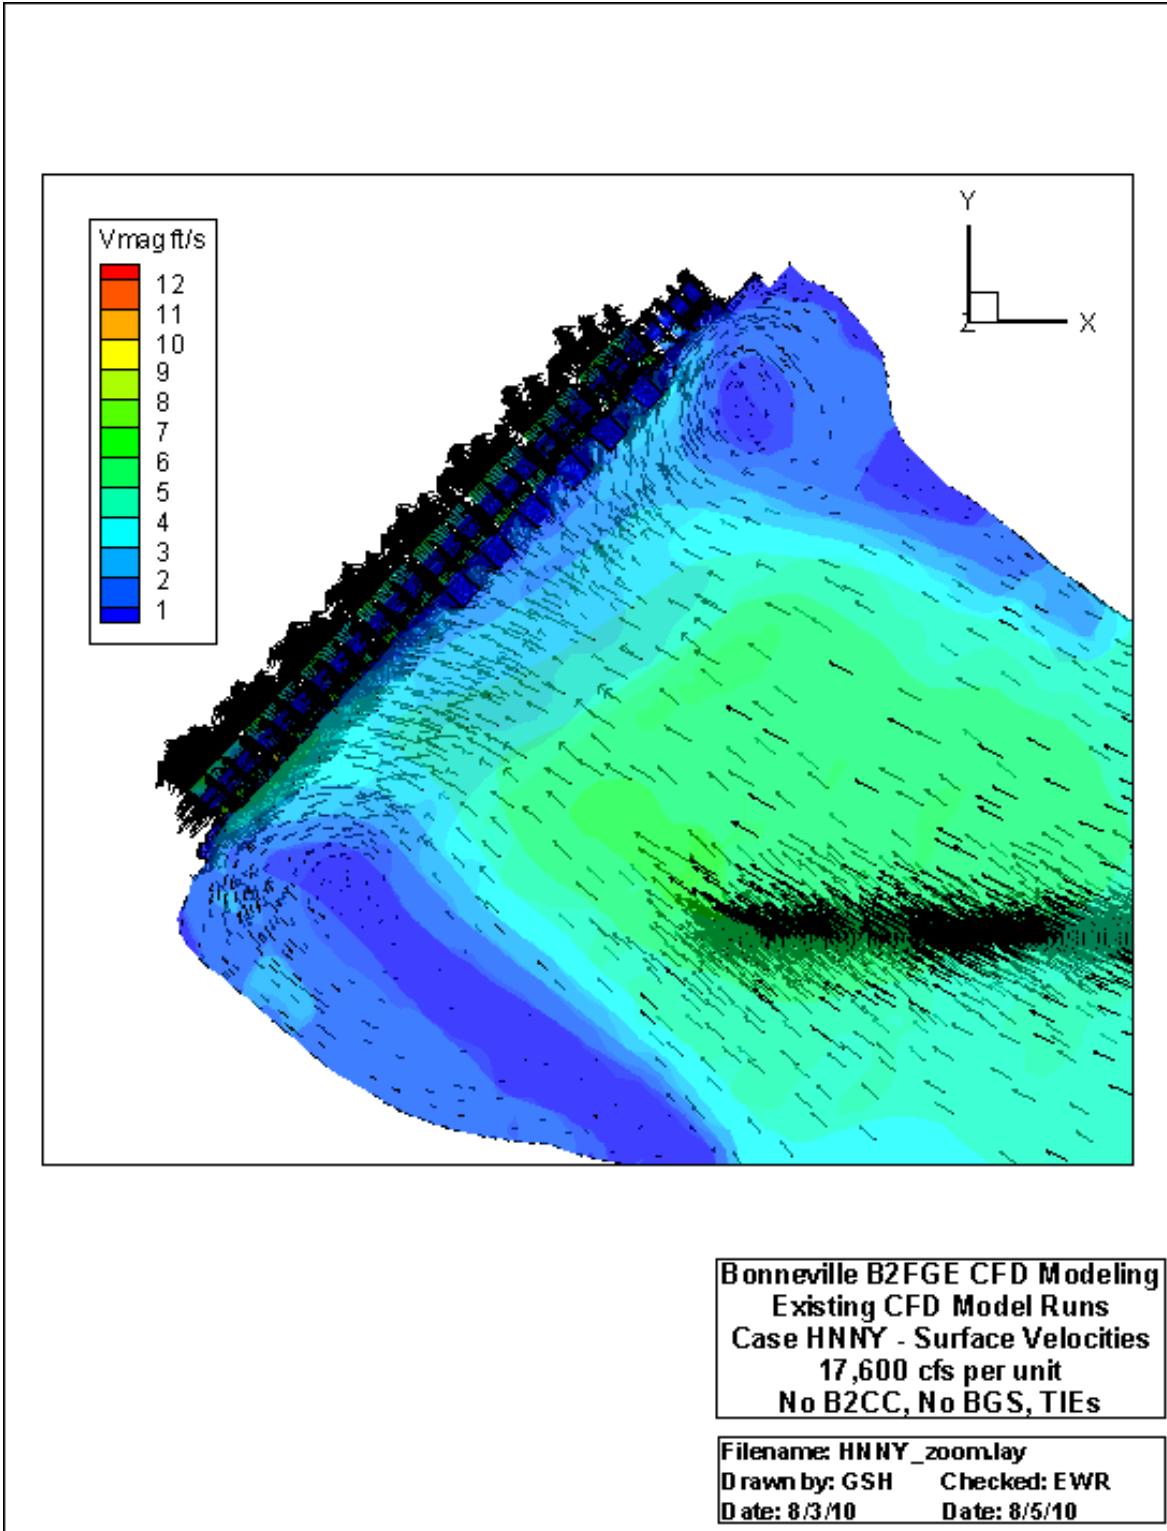 Vmag ft/s
12
11
10
9
8
7
6
5
4
3
2
1
Y
Z
X
Bonneville B2FGE CFD Modeling
Existing CFD Model Runs
Case HNNY - Surface Velocities
17,600 cfs per unit
No B2CC, No BGS, TIEs
Filename: HNNY_zoom.lay
Drawn by: GSH Checked: EWR
Date: 8/3/10 Date: 8/5/10